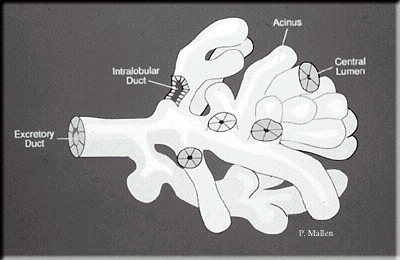 Acinus
Intralobular
Duct
Central
Lumen
Excretory
Duct
P. Mallen